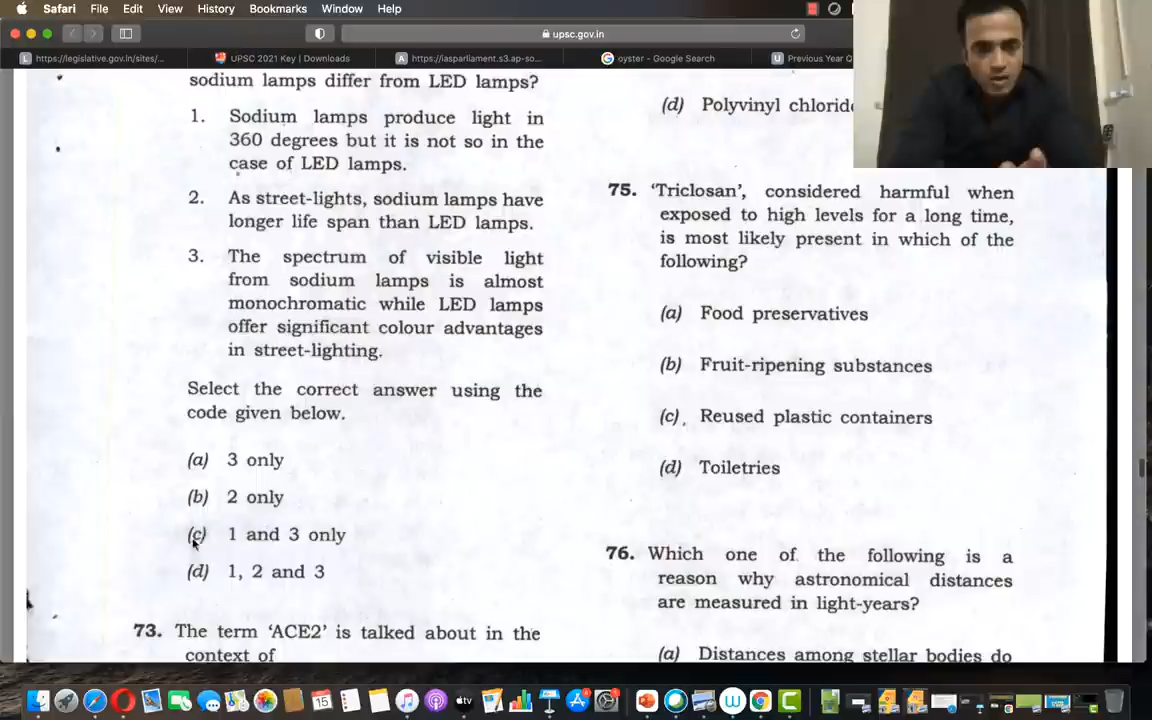 Safari File Edit View History Bookmarks Window Help
upsc.gov.in
https://legislative.gov.in/sites/...
UPSC 2021 Key | Downloads
https://iasparliament.s3.ap-so...
oyster - Google Search
Previous Year Q
sodium lamps differ from LED lamps?
1. Sodium lamps produce light in
360 degrees but it is not so in the
case of LED lamps.
2. As street-lights, sodium lamps have
longer life span than LED lamps.
3. The spectrum of visible light
from sodium lamps is almost
monochromatic while LED lamps
offer significant colour advantages
in street-lighting.
Select the correct answer using the
code given below.
(a) 3 only
(b) 2 only
(c) 1 and 3 only
(d) 1, 2 and 3
73. The term 'ACE2' is talked about in the
context of
(d) Polyvinyl chloride
75. 'Triclosan', considered harmful when
exposed to high levels for a long time,
is most likely present in which of the
following?
(a) Food preservatives
(b) Fruit-ripening substances
(c) Reused plastic containers
(d) Toiletries
76. Which one of the following is a
reason why astronomical distances
are measured in light-years?
(a) Distances among stellar bodies do